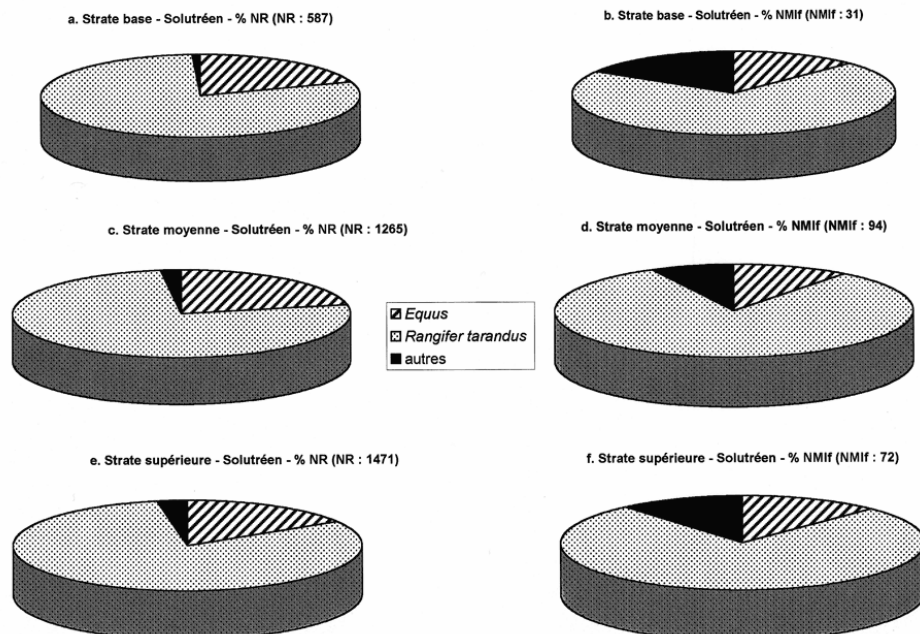 a. Strate base - Solutréen - % NR (NR : 587)
b. Strate base - Solutréen - % NMIf (NMIf : 31)
c. Strate moyenne - Solutréen - % NR (NR : 1265)
d. Strate moyenne - Solutréen - % NMIf (NMIf : 94)
Equus
Rangifer tarandus
autres
e. Strate supérieure - Solutréen - % NR (NR : 1471)
f. Strate supérieure - Solutréen - % NMIf (NMIf : 72)